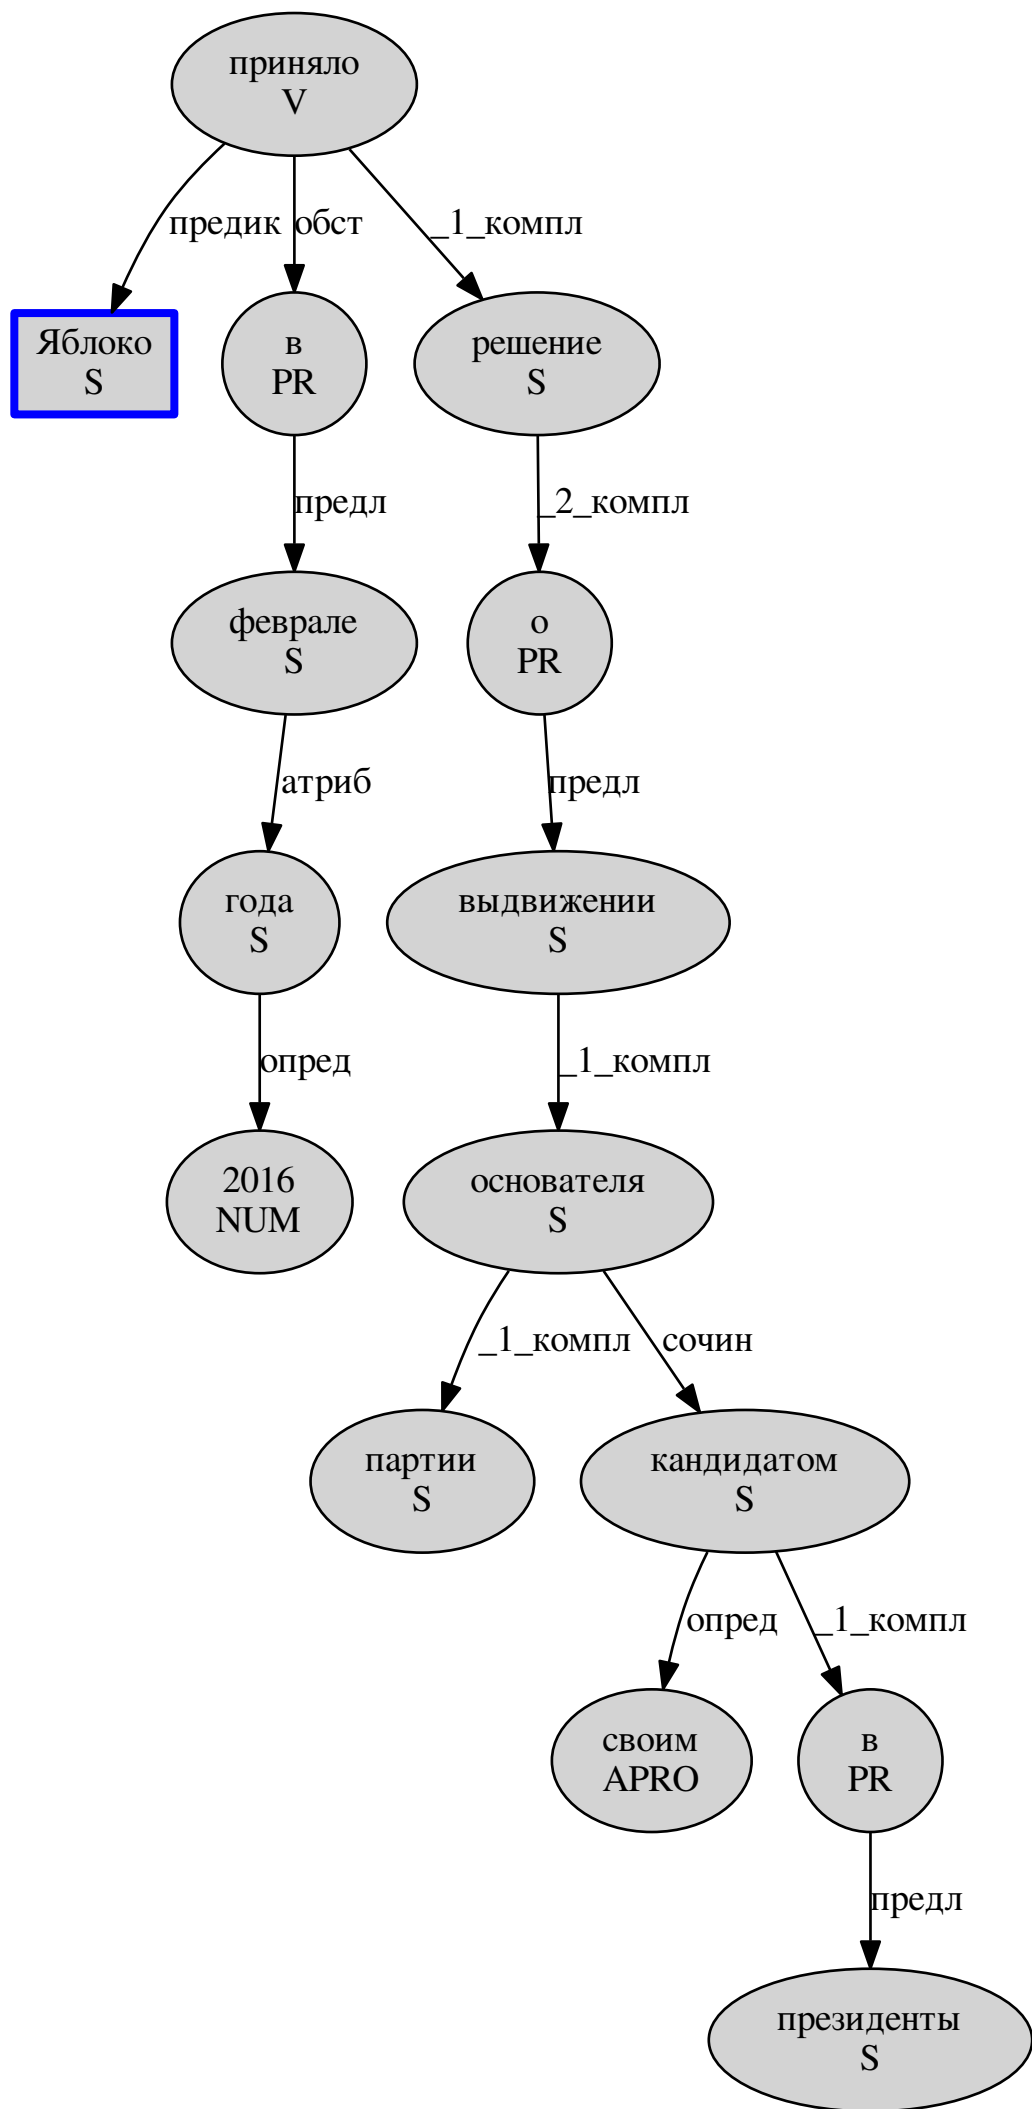 приняло
V
предик
обст
_1_компл
Яблоко
S
в
PR
решение
S
предл
_2_компл
феврале
S
о
PR
атриб
предл
года
S
выдвижении
S
опред
_1_компл
2016
NUM
основателя
S
_1_компл
сочин
партии
S
кандидатом
S
опред
_1_компл
своим
APRO
в
PR
предл
президенты
S